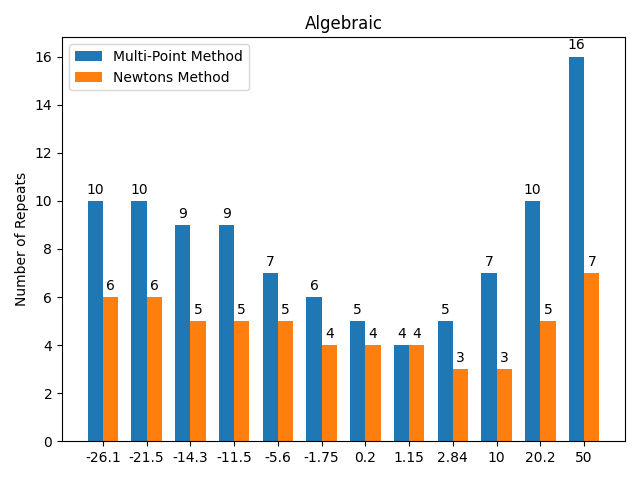 Algebraic
Multi-Point Method
Newtons Method
Number of Repeats
16
14
12
10
8
6
4
2
0
10 6 10 6 9 5 9 5 7 5 6 4 5 4 4 4 5 3 7 3 10 5 16 7
-26.1 -21.5 -14.3 -11.5 -5.6 -1.75 0.2 1.15 2.84 10 20.2 50